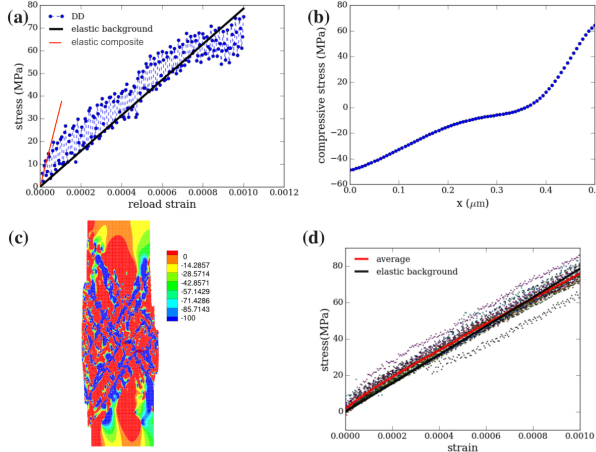 (a)
80
70
60
50
40
30
20
10
0
stress (MPa)
DD
elastic background
elastic composite
0.0000 0.0002 0.0004 0.0006 0.0008 0.0010 0.0012
reload strain
(b)
80
60
40
20
0
−20
−40
−60
compressive stress (MPa)
0.0 0.1 0.2 0.3 0.4 0.5
x (μm)
(c)
0
-14.2857
-28.5714
-42.8571
-57.1429
-71.4286
-85.7143
-100
(d)
80
60
40
20
0
stress(MPa)
average
elastic background
0.0000 0.0002 0.0004 0.0006 0.0008 0.0010
strain